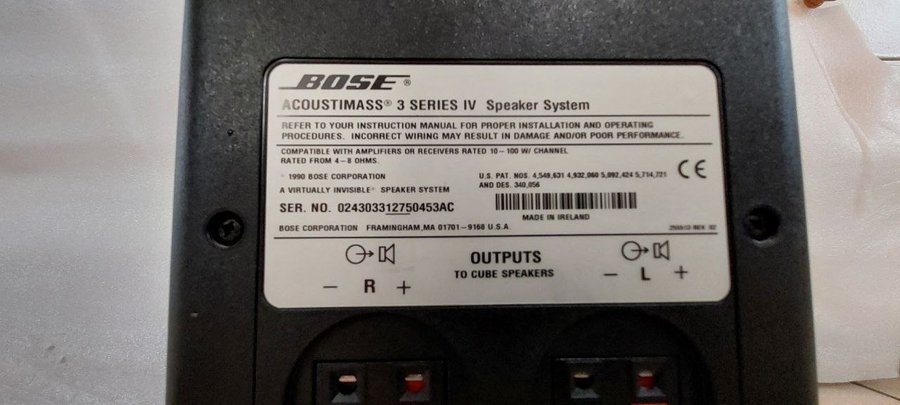 BOSE®
ACOUSTIMASS® 3 SERIES IV Speaker System
REFER TO YOUR INSTRUCTION MANUAL FOR PROPER INSTALLATION AND OPERATING
PROCEDURES. INCORRECT WIRING MAY RESULT IN DAMAGE AND/OR POOR PERFORMANCE.
COMPATIBLE WITH AMPLIFIERS OR RECEIVERS RATED 10-100 W/ CHANNEL
RATED FROM 4-8 OHMS.
1990 BOSE CORPORATION
A VIRTUALLY INVISIBLE® SPEAKER SYSTEM
U.S. PAT. NOS. 4,549,631 4,932,060 5,092,424 5,714,721
AND DES. 340,056
CE
SER. NO. 024303312750453AC
MADE IN IRELAND
BOSE CORPORATION FRAMINGHAM, MA 01701-9168 U.S.A.
REV. 02
OUTPUTS
TO CUBE SPEAKERS
- R +
- L +